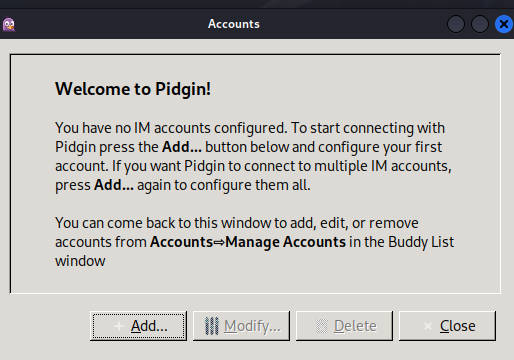 Accounts
Welcome to Pidgin!
You have no IM accounts configured. To start connecting with
Pidgin press the Add... button below and configure your first
account. If you want Pidgin to connect to multiple IM accounts,
press Add... again to configure them all.
You can come back to this window to add, edit, or remove
accounts from Accounts⇨Manage Accounts in the Buddy List
window
Add... Modify... Delete Close